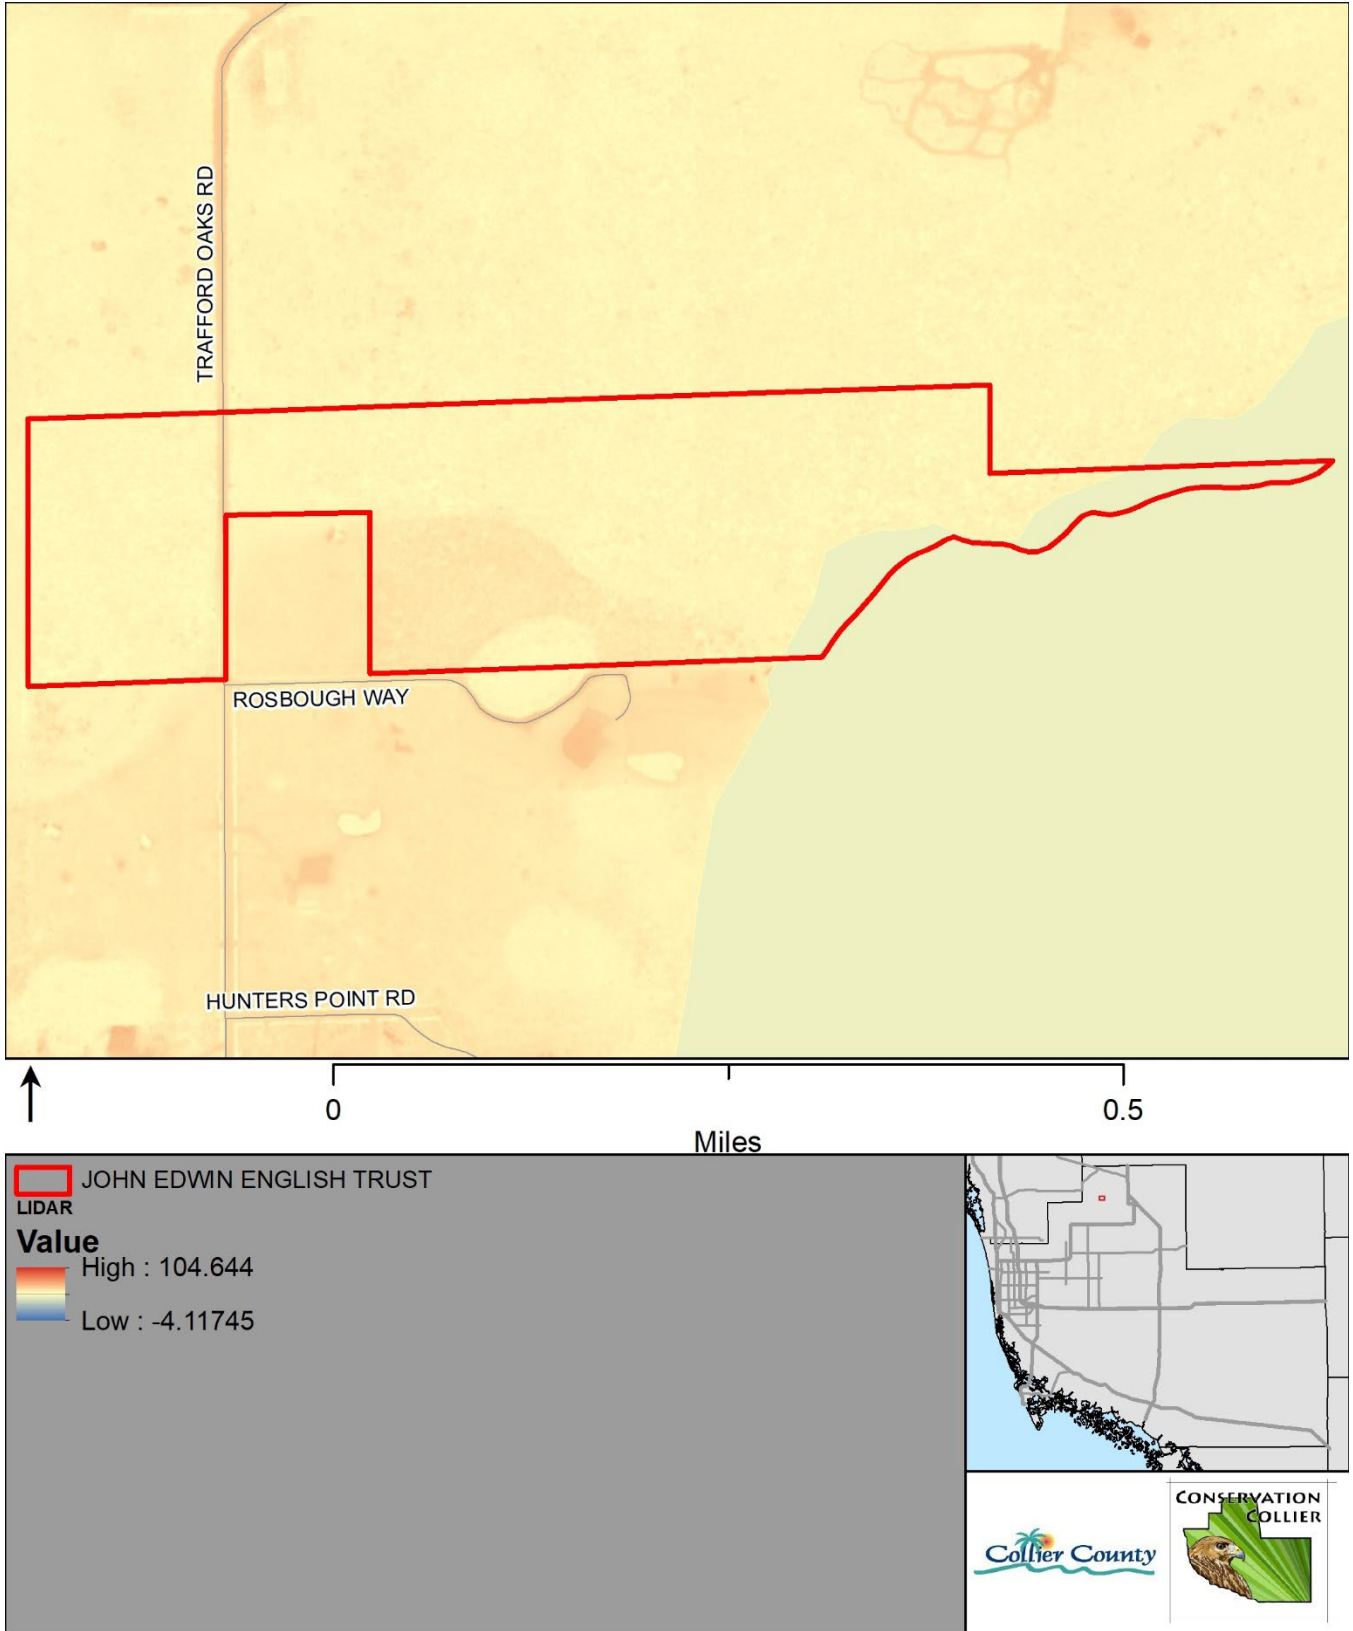 TRAFFORD OAKS RD
ROSBOUGH WAY
HUNTERS POINT RD
0
0.5
Miles
JOHN EDWIN ENGLISH TRUST
LIDAR
Value
High : 104.644
Low : -4.11745
Collier County
CONSERVATION
COLLIER